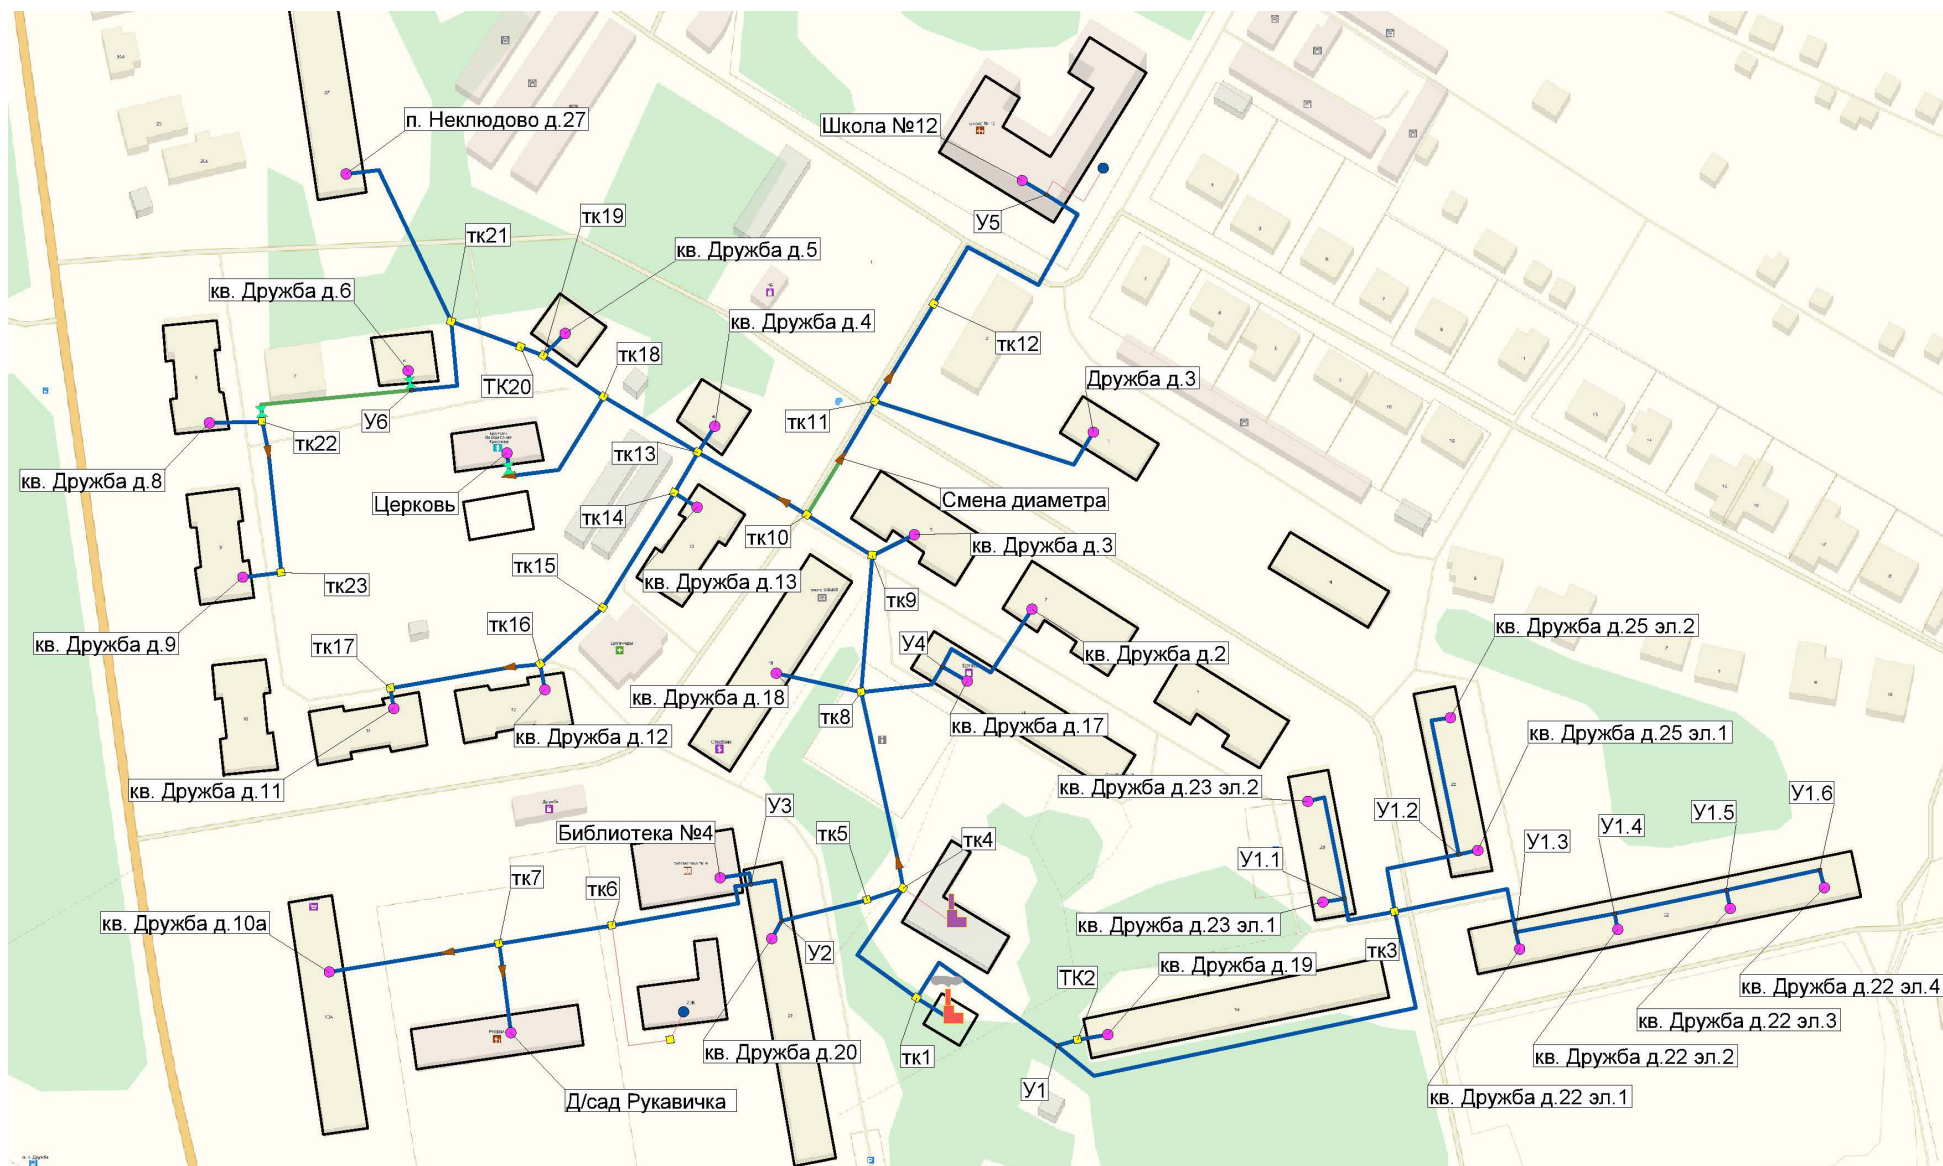 п. Неклюдово д.27
Школа №12
У5
тк19
тк21
кв. Дружба д.5
кв. Дружба д.6
кв. Дружба д.4
тк12
тк18
ТК20
Дружба д.3
тк11
У6
тк22
тк13
кв. Дружба д.8
Церковь
Смена диаметра
тк14
тк10
кв. Дружба д.3
тк15
кв. Дружба д.13
тк9
тк23
тк16
кв. Дружба д.25 эл.2
кв. Дружба д.9
тк17
У4
кв. Дружба д.2
кв. Дружба д.18
тк8
кв. Дружба д.17
кв. Дружба д.12
кв. Дружба д.25 эл.1
кв. Дружба д.11
кв. Дружба д.23 эл.2
У1.6
У3
У1.2
У1.5
Библиотека №4
тк5
тк4
У1.3
У1.4
У1.1
тк7
тк6
кв. Дружба д.10а
кв. Дружба д.23 эл.1
У2
ТК2
кв. Дружба д.19
тк3
кв. Дружба д.22 эл.4
кв. Дружба д.22 эл.3
кв. Дружба д.20
тк1
кв. Дружба д.22 эл.2
У1
кв. Дружба д.22 эл.1
Д/сад Рукавичка